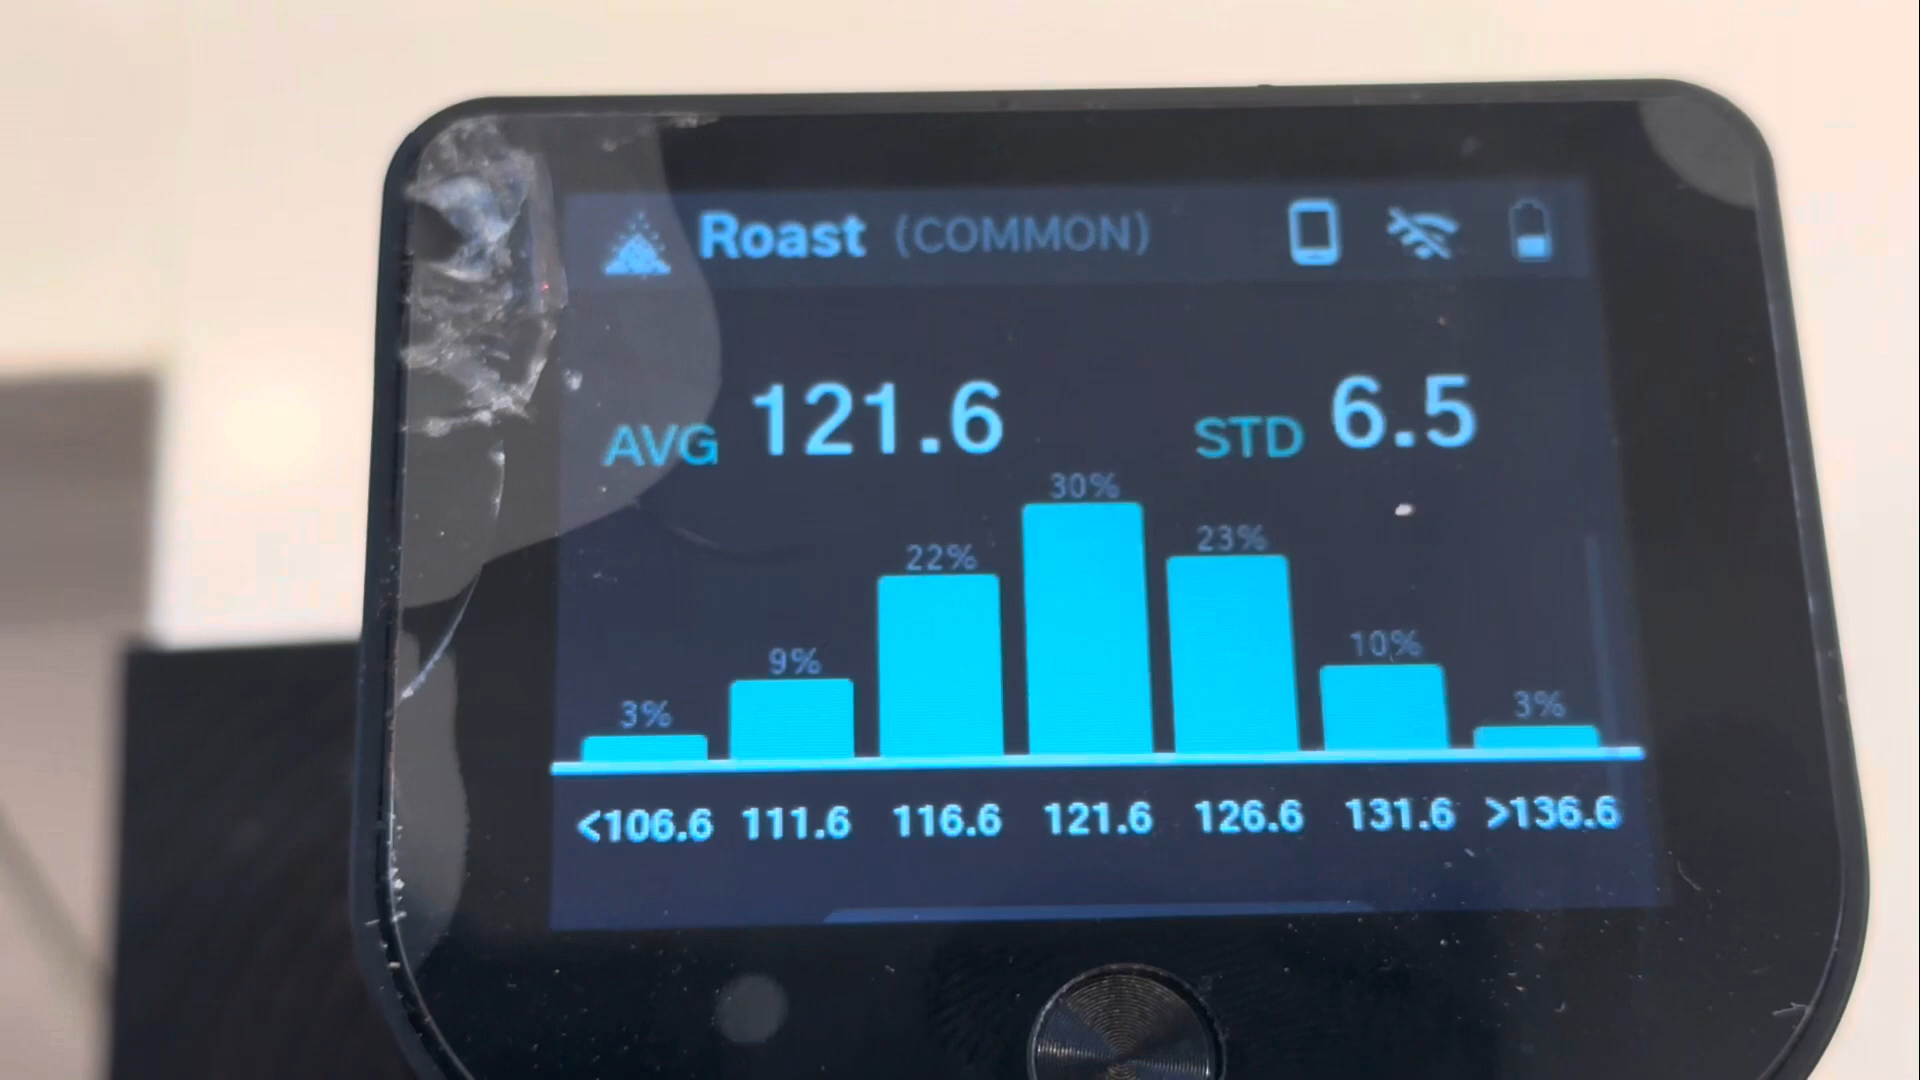 Roast (COMMON)
AVG 121.6 STD 6.5
3% 9% 22% 30% 23% 10% 3%
<106.6 111.6 116.6 121.6 126.6 131.6 >136.6